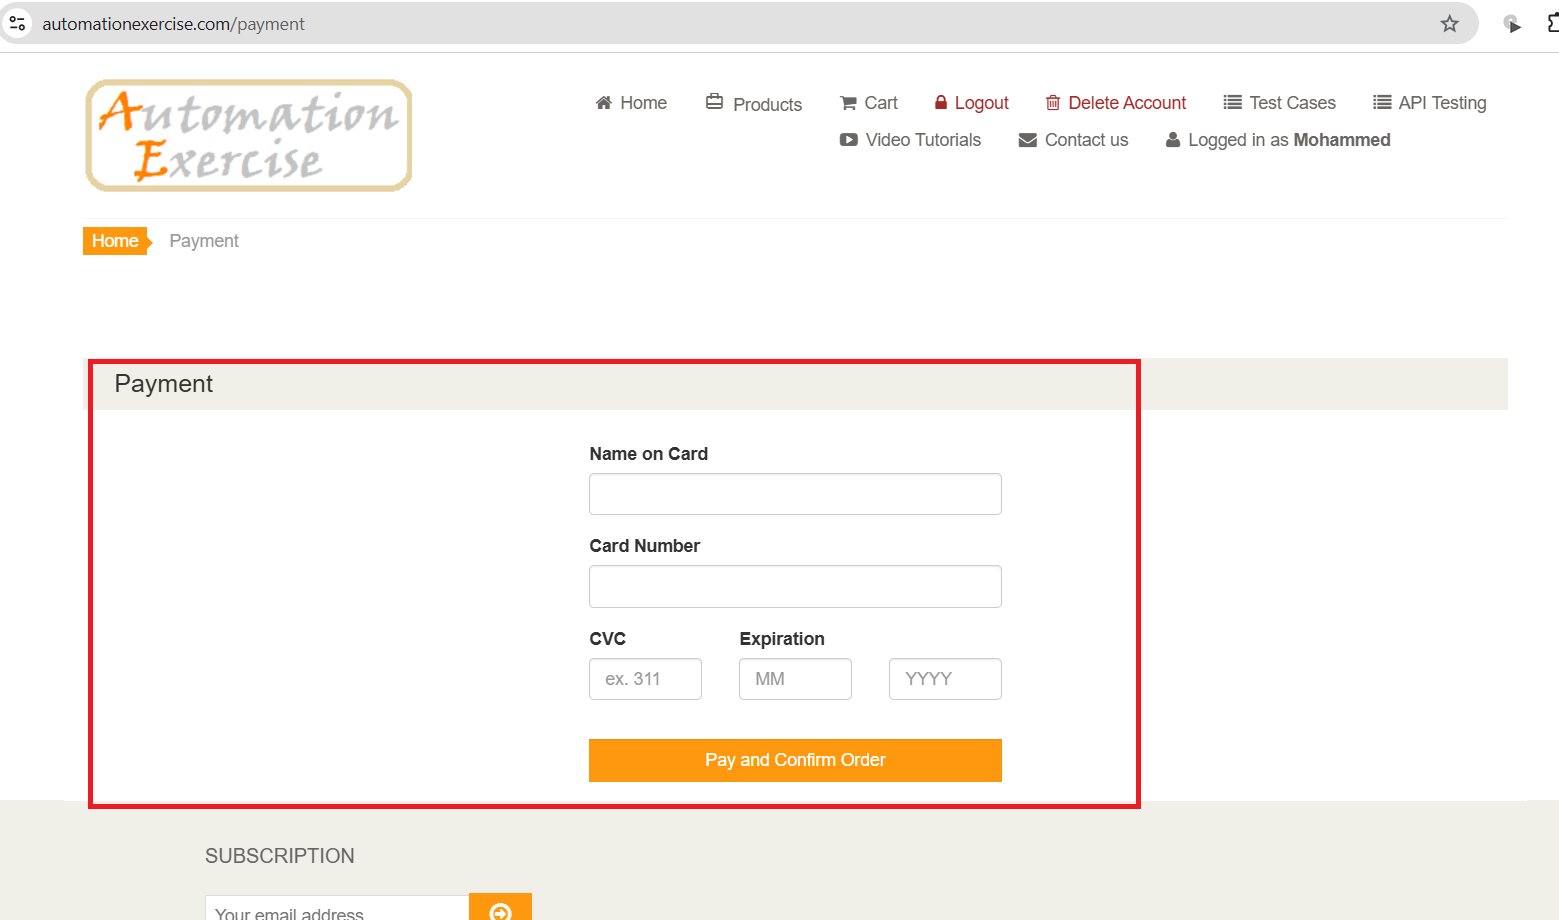 automationexercise.com/payment
Automation
Exercise
Home Products Cart Logout Delete Account Test Cases API Testing
Video Tutorials Contact us Logged in as Mohammed
Home Payment
Payment
Name on Card
Card Number
CVC Expiration
ex. 311 MM YYYY
Pay and Confirm Order
SUBSCRIPTION
Your email address